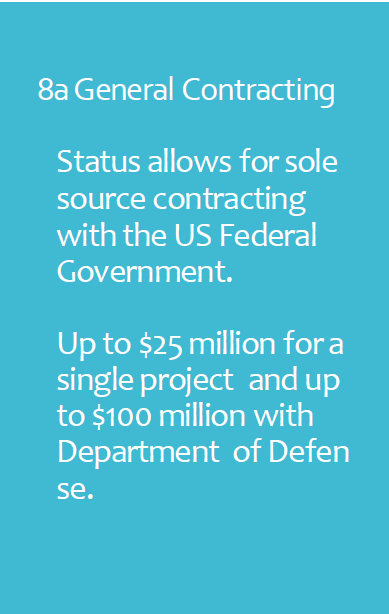 8a General Contracting
Status allows for sole
source contracting
with the US Federal
Government.
Up to $25 million for a
single project  and up
to $100 million with
Department  of Defen
se.